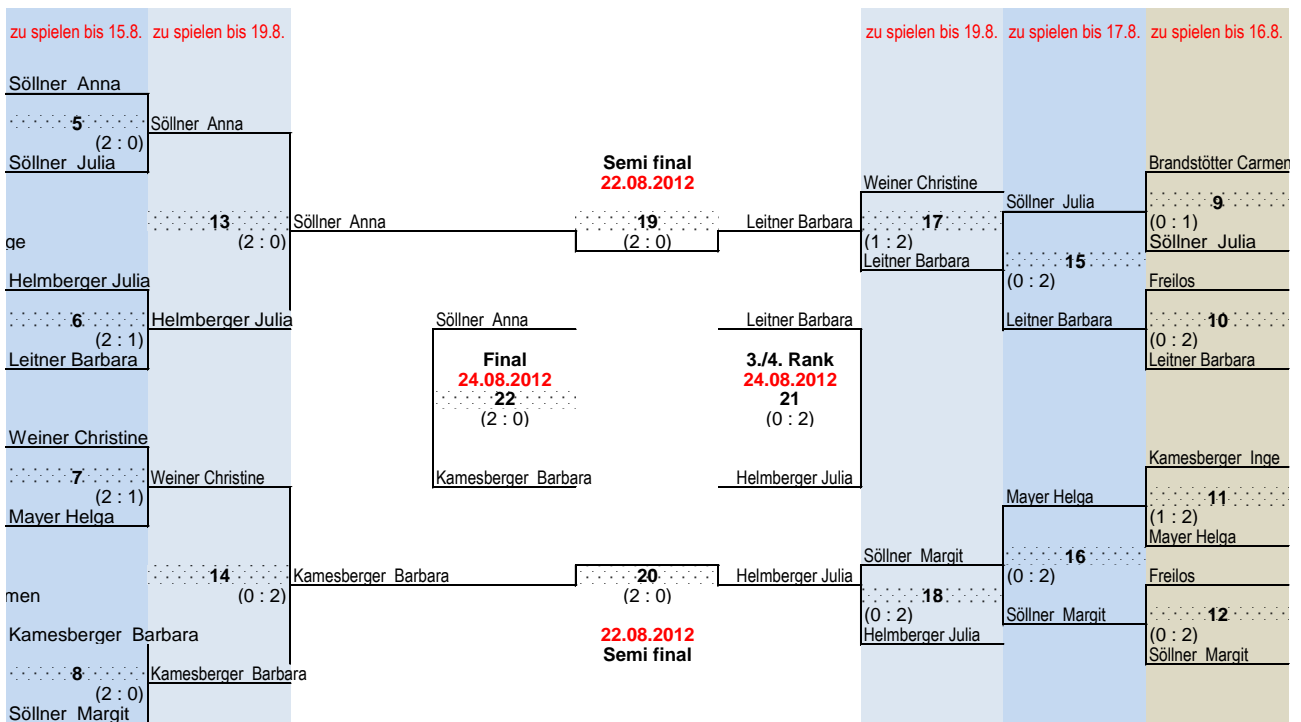 zu spielen bis 15.8. zu spielen bis 19.8. zu spielen bis 19.8. zu spielen bis 17.8. zu spielen bis 16.8.
Söllner Anna
5 Söllner Anna
(2 : 0)
Söllner Julia Semi final Brandstötter Carmen
22.08.2012 Weiner Christine
Söllner Julia 9
13 Söllner Anna 19 Leitner Barbara 17 (0 : 1)
ge (2 : 0) (2 : 0) (1 : 2) Söllner Julia
Leitner Barbara 15
Helmberger Julia (0 : 2) Freilos
6 Helmberger Julia Söllner Anna Leitner Barbara Leitner Barbara 10
(2 : 1) (0 : 2)
Leitner Barbara Final 3./4. Rank Leitner Barbara
24.08.2012 24.08.2012
22 21
(2 : 0) (0 : 2)
Weiner Christine
Kamesberger Inge
7 Weiner Christine Kamesberger Barbara Helmberger Julia
(2 : 1) Mayer Helga 11
Mayer Helga (1 : 2)
Mayer Helga
Söllner Margit 16
14 Kamesberger Barbara 20 Helmberger Julia (0 : 2) Freilos
men (0 : 2) (2 : 0) 18
(0 : 2) Söllner Margit 12
Kamesberger Barbara 22.08.2012 Helmberger Julia (0 : 2)
Semi final Söllner Margit
8 Kamesberger Barbara
(2 : 0)
Söllner Margit